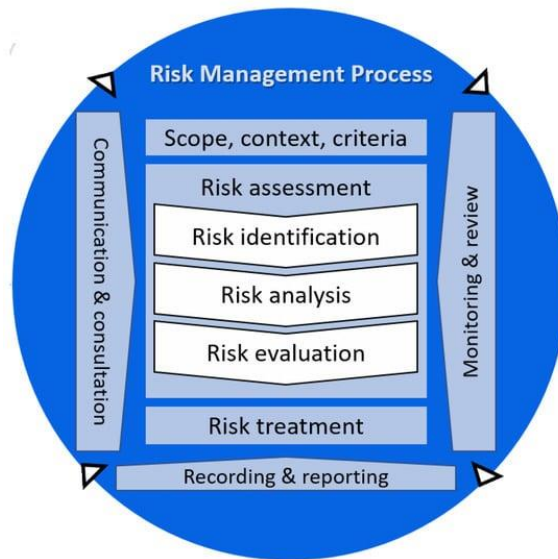 Risk Management Process
Communication & consultation
Scope, context, criteria
Risk assessment
Risk identification
Risk analysis
Risk evaluation
Risk treatment
Monitoring & review
Recording & reporting